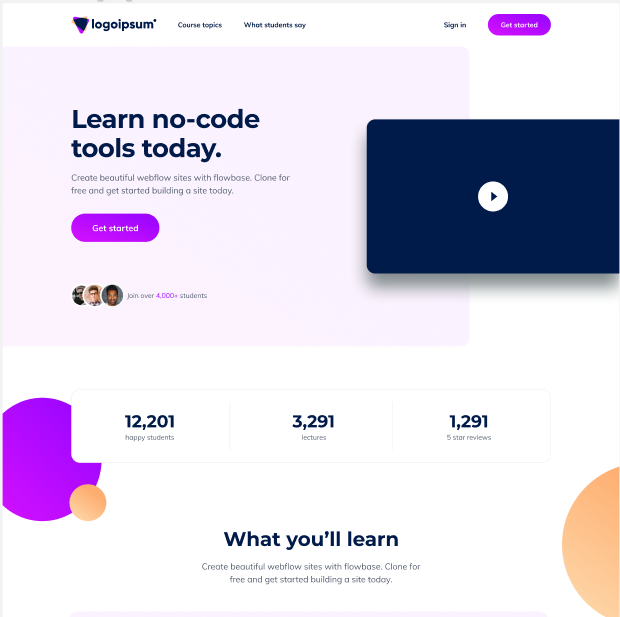 logoipsum
Course topics
What students say
Sign in
Get started
Learn no-code
tools today.
Create beautiful webflow sites with flowbase. Clone for
free and get started building a site today.
Get started
Join over 4,000+ students
12,201
happy students
3,291
lectures
1,291
5 star reviews
What you’ll learn
Create beautiful webflow sites with flowbase. Clone for
free and get started building a site today.